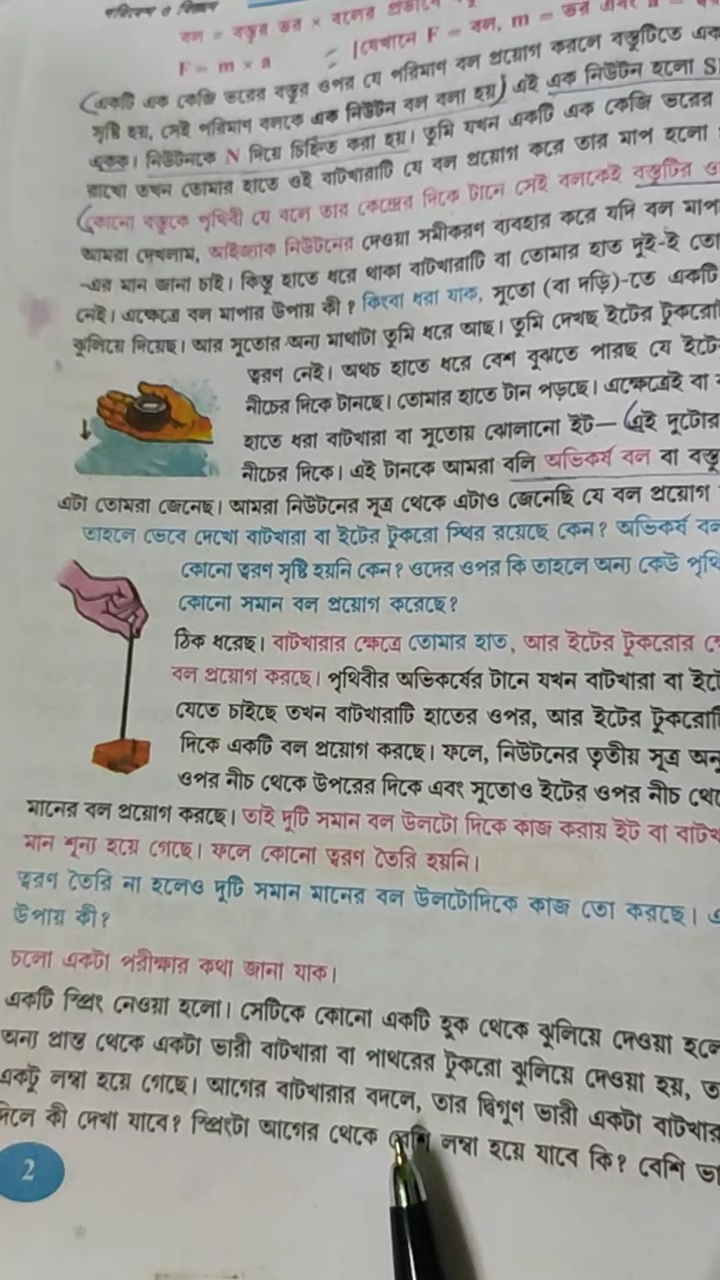 পরিবেশ ও বিজ্ঞান
বল = বস্তুর ভর × বলের প্রভাবে
F = m × a [যেখানে F = বল, m = ভর এবং a =
(একটি এক কেজি ভরের বস্তুর ওপর যে পরিমাণ বল প্রয়োগ করলে বস্তুটিতে এক
সৃষ্টি হয়, সেই পরিমাণ বলকে এক নিউটন বল বলা হয়) এই এক নিউটন হলো S
একক। নিউটনকে N দিয়ে চিহ্নিত করা হয়। তুমি যখন একটি এক কেজি ভরের
রাখো তখন তোমার হাতে ওই বাটখারাটি যে বল প্রয়োগ করে তার মাপ হলো
(কোনো বস্তুকে পৃথিবী যে বলে তার কেন্দ্রের দিকে টানে সেই বলকেই বস্তুটির ও
আমরা দেখলাম, আইজ্যাক নিউটনের দেওয়া সমীকরণ ব্যবহার করে যদি বল মাপ
-এর মান জানা চাই। কিন্তু হাতে ধরে থাকা বাটখারাটি বা তোমার হাত দুই-ই তো
নেই। এক্ষেত্রে বল মাপার উপায় কী? কিংবা ধরা যাক, সুতো (বা দড়ি)-তে একটি
ঝুলিয়ে দিয়েছ। আর সুতোর অন্য মাথাটা তুমি ধরে আছ। তুমি দেখছ ইটের টুকরো
ত্বরণ নেই। অথচ হাতে ধরে বেশ বুঝতে পারছ যে ইটে
নীচের দিকে টানছে। তোমার হাতে টান পড়ছে। এক্ষেত্রেই বা
হাতে ধরা বাটখারা বা সুতোয় ঝোলানো ইট— (এই দুটোর
নীচের দিকে। এই টানকে আমরা বলি অভিকর্ষ বল বা বস্তু
এটা তোমরা জেনেছ। আমরা নিউটনের সূত্র থেকে এটাও জেনেছি যে বল প্রয়োগ
তাহলে ভেবে দেখো বাটখারা বা ইটের টুকরো স্থির রয়েছে কেন? অভিকর্ষ বল
কোনো ত্বরণ সৃষ্টি হয়নি কেন? ওদের ওপর কি তাহলে অন্য কেউ পৃথি
কোনো সমান বল প্রয়োগ করেছে?
ঠিক ধরেছ। বাটখারার ক্ষেত্রে তোমার হাত, আর ইটের টুকরোর ক্ষে
বল প্রয়োগ করছে। পৃথিবীর অভিকর্ষের টানে যখন বাটখারা বা ইটে
যেতে চাইছে তখন বাটখারাটি হাতের ওপর, আর ইটের টুকরোটি
দিকে একটি বল প্রয়োগ করছে। ফলে, নিউটনের তৃতীয় সূত্র অনু
ওপর নীচ থেকে উপরের দিকে এবং সুতোও ইটের ওপর নীচ থে
মানের বল প্রয়োগ করছে। তাই দুটি সমান বল উলটো দিকে কাজ করায় ইট বা বাটখ
মান শূন্য হয়ে গেছে। ফলে কোনো ত্বরণ তৈরি হয়নি।
ত্বরণ তৈরি না হলেও দুটি সমান মানের বল উলটোদিকে কাজ তো করছে।
উপায় কী?
চলো একটা পরীক্ষার কথা জানা যাক।
একটি স্প্রিং নেওয়া হলো। সেটিকে কোনো একটি হুক থেকে ঝুলিয়ে দেওয়া হলে
অন্য প্রান্ত থেকে একটা ভারী বাটখারা বা পাথরের টুকরো ঝুলিয়ে দেওয়া হয়, ত
একটু লম্বা হয়ে গেছে। আগের বাটখারার বদলে, তার দ্বিগুণ ভারী একটা বাটখার
দিলে কী দেখা যাবে? স্প্রিংটা আগের থেকে বেশি লম্বা হয়ে যাবে কি? বেশি ভা
2